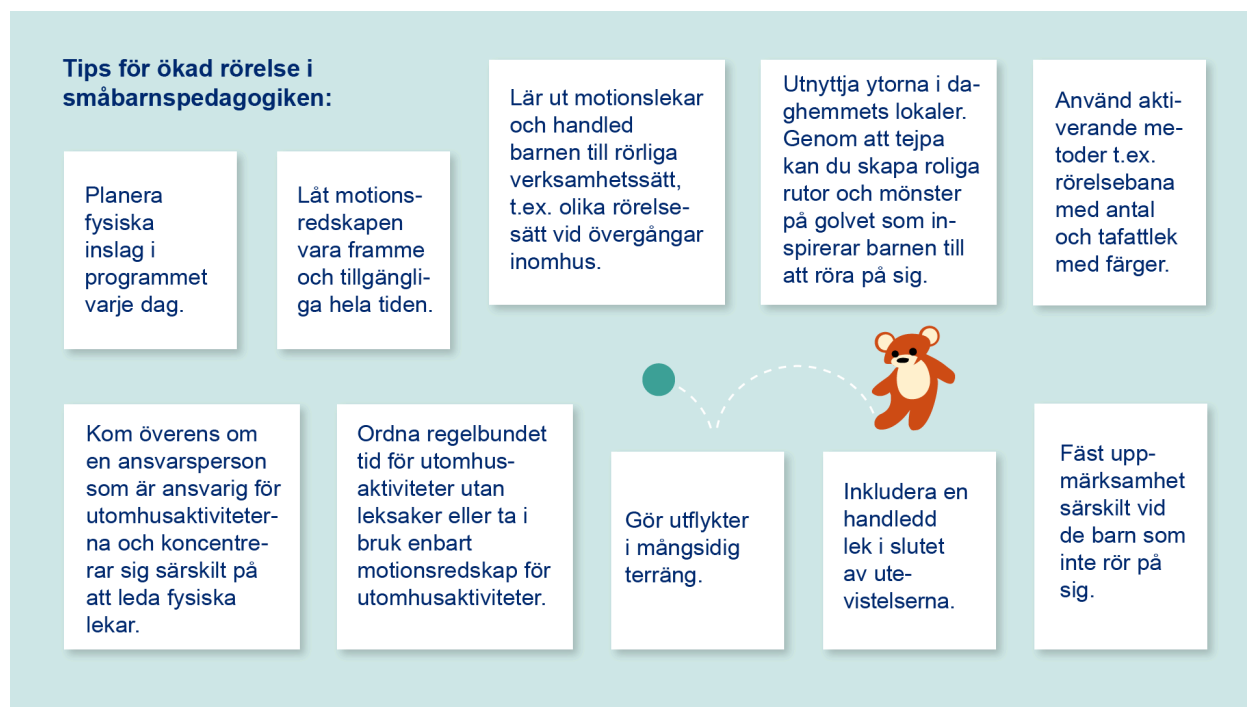 Tips för ökad rörelse i
småbarnspedagogiken:
Planera
fysiska
inslag i
programmet
varje dag.
Låt motions-
redskapen
vara framme
och tillgängli-
ga hela tiden.
Lär ut motionslekar
och handled
barnen till rörliga
verksamhetssätt,
t.ex. olika rörelse-
sätt vid övergångar
inomhus.
Utnyttja ytorna i da-
ghemmets lokaler.
Genom att tejpa
kan du skapa roliga
rutor och mönster
på golvet som in-
spirerar barnen till
att röra på sig.
Använd akti-
verande me-
toder t.ex.
rörelsebana
med antal
och tafattlek
med färger.
Kom överens om
en ansvarsperson
som är ansvarig för
utomhusaktiviteter-
na och koncentre-
rar sig särskilt på
att leda fysiska
lekar.
Ordna regelbundet
tid för utomhus-
aktiviteter utan
leksaker eller ta i
bruk enbart
motionsredskap för
utomhusaktiviteter.
Gör utflykter
i mångsidig
terräng.
Inkludera en
handledd
lek i slutet
av ute-
vistelserna.
Fäst upp-
märksamhet
särskilt vid
de barn som
inte rör på
sig.